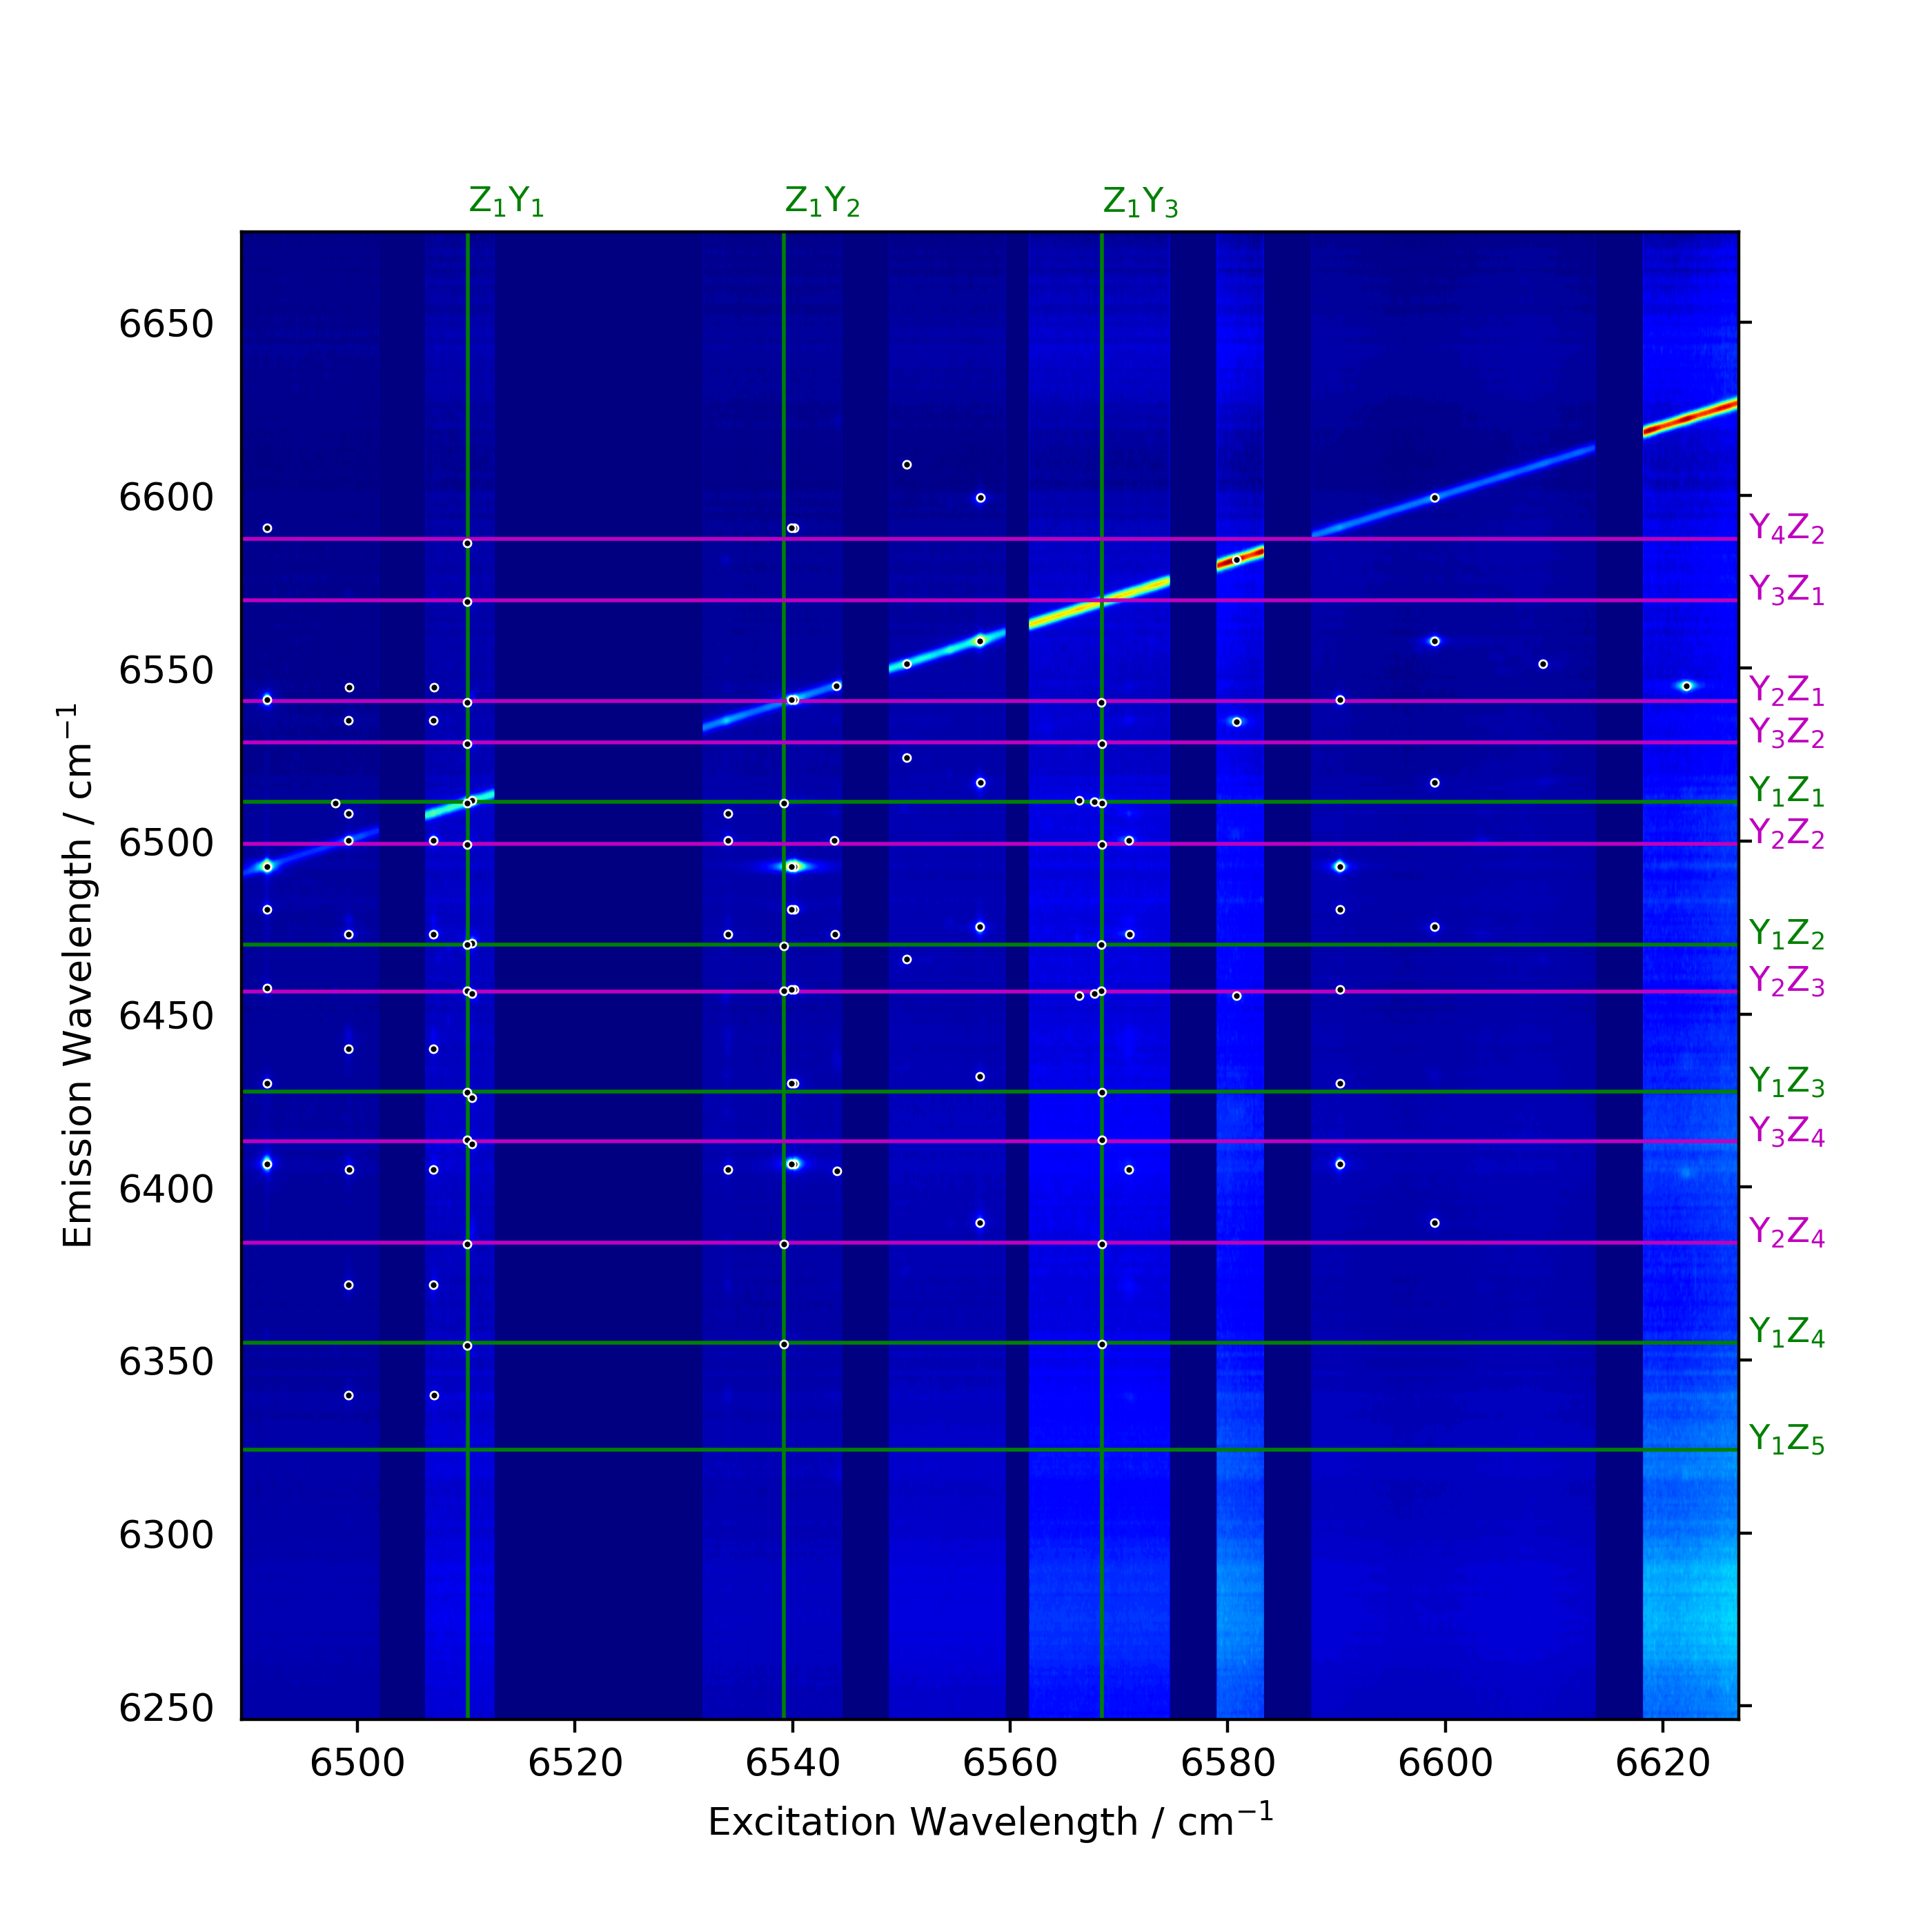 Z₁Y₁ Z₁Y₂ Z₁Y₃
6650
6600
Y₄Z₂
Y₃Z₁
6550
Y₂Z₁
Y₃Z₂
Y₁Z₁
6500
Y₂Z₂
Y₁Z₂
Y₂Z₃
6450
Y₁Z₃
Y₃Z₄
6400
Y₂Z₄
6350
Y₁Z₄
Y₁Z₅
6300
6250
Emission Wavelength / cm⁻¹
6500 6520 6540 6560 6580 6600 6620
Excitation Wavelength / cm⁻¹